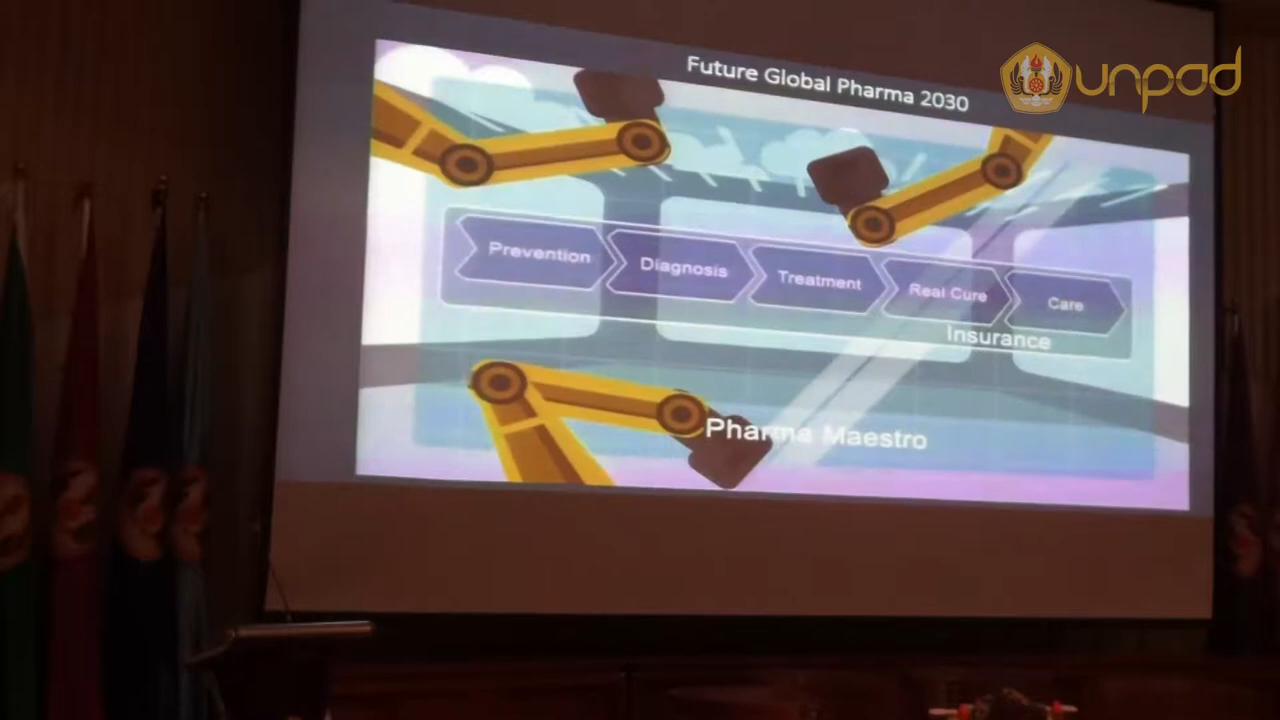 Future Global Pharma 2030
unpad
Prevention
Diagnosis
Treatment
Real Cure
Care
Insurance
Pharma Maestro